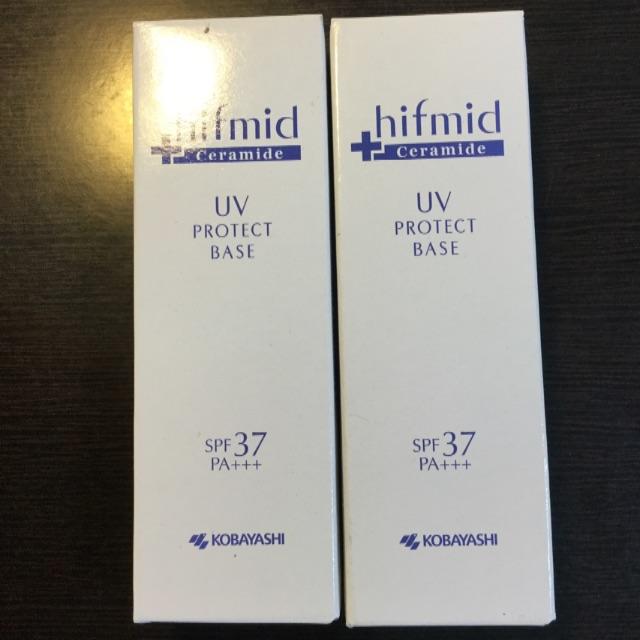 hifmid
Ceramide
UV
PROTECT
BASE
SPF 37
PA+++
KOBAYASHI
hifmid
Ceramide
UV
PROTECT
BASE
SPF 37
PA+++
KOBAYASHI